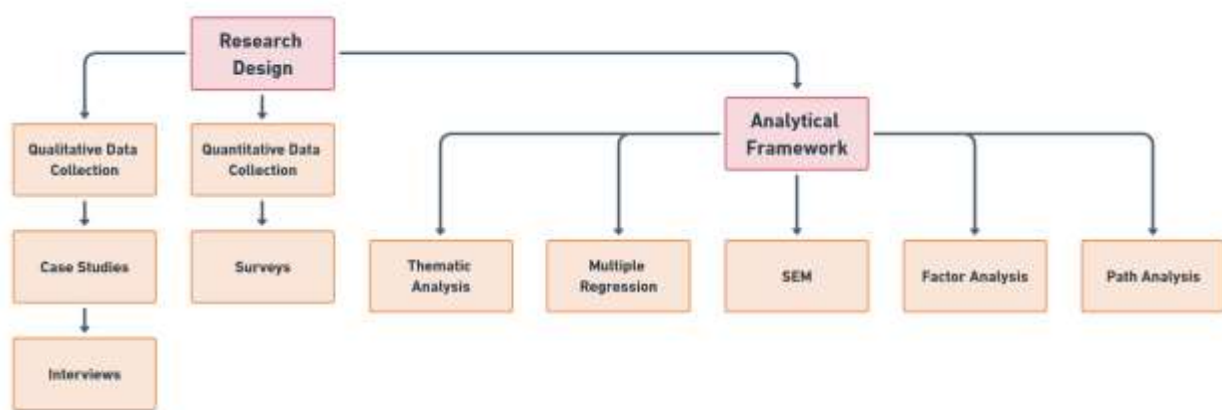 Research
Design
Analytical
Framework
Qualitative Data
Collection
Quantitative Data
Collection
Case Studies
Surveys
Thematic
Analysis
Multiple
Regression
SEM
Factor Analysis
Path Analysis
Interviews